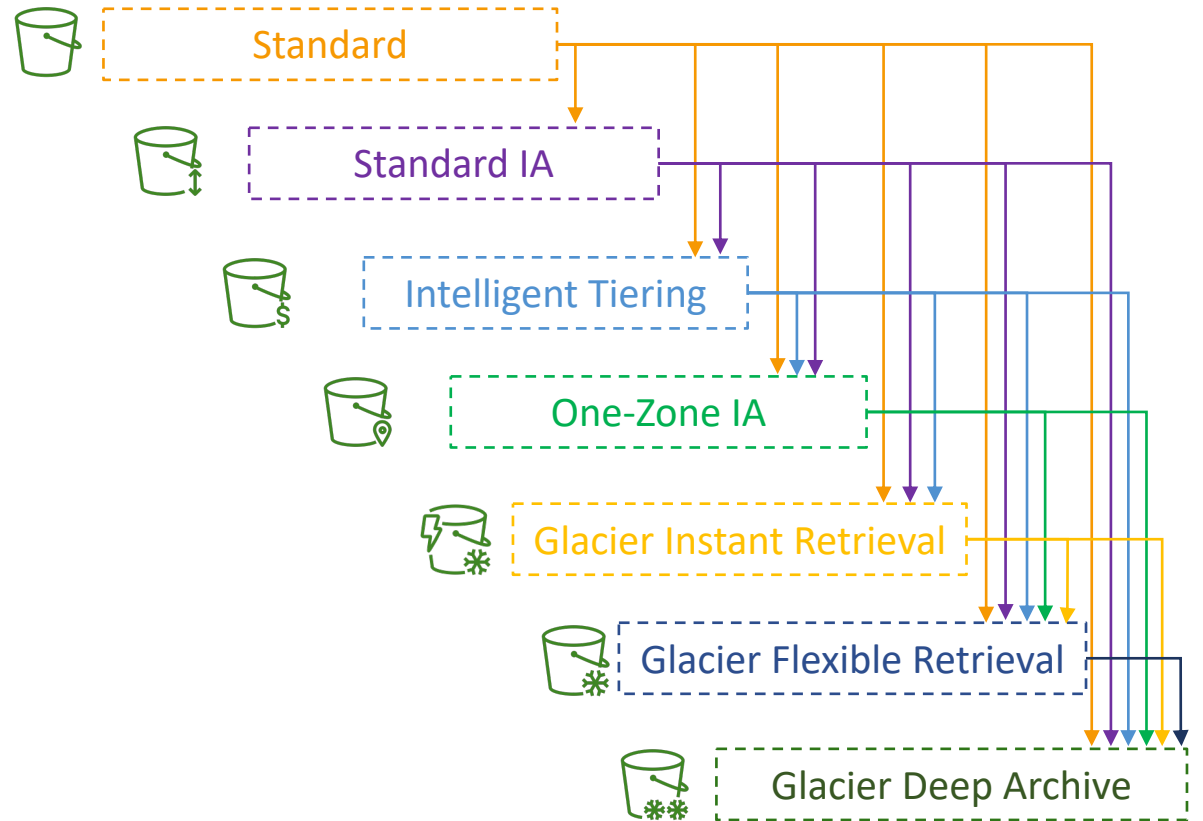 Standard
Standard IA
$
Intelligent Tiering
One-Zone IA
Glacier Instant Retrieval
Glacier Flexible Retrieval
Glacier Deep Archive